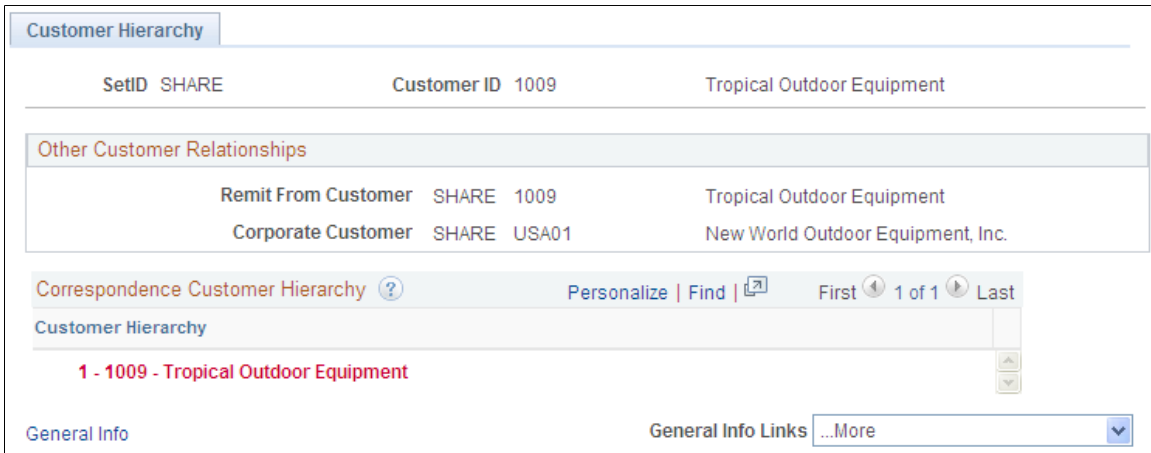 Customer Hierarchy
SetID SHARE Customer ID 1009 Tropical Outdoor Equipment
Other Customer Relationships
Remit From Customer SHARE 1009 Tropical Outdoor Equipment
Corporate Customer SHARE USA01 New World Outdoor Equipment, Inc.
Correspondence Customer Hierarchy ? Personalize | Find | First 1 of 1 Last
Customer Hierarchy
1 - 1009 - Tropical Outdoor Equipment
General Info General Info Links ...More